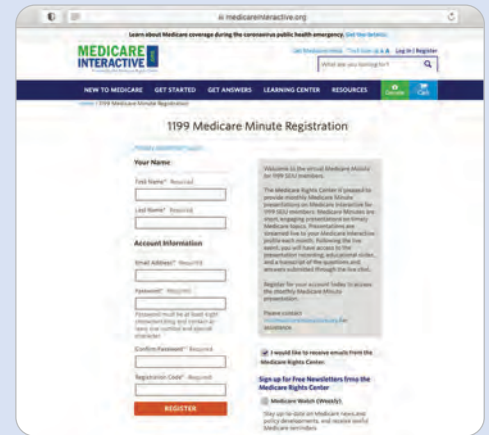 medicareinteractive.org
Learn about Medicare coverage during the coronavirus public health emergency. Get the details.
MEDICARE
INTERACTIVE
Log in | Register
What are you looking for?
NEW TO MEDICARE GET STARTED GET ANSWERS LEARNING CENTER RESOURCES Donate Cart
Home | 1199 Medicare Minute Registration
1199 Medicare Minute Registration
Your Name
First Name* Required
Last Name* Required
Account Information
Email Address* Required
Password* Required
Password must be at least eight
characters long and contain at
least one number and special
character.
Confirm Password* Required
Registration Code* Required
REGISTER
Welcome to the virtual Medicare Minute
for 1199 SEIU members.
The Medicare Rights Center is pleased to
provide monthly Medicare Minute
presentations on Medicare Interactive for
1199 SEIU members. Medicare Minutes are
short, engaging presentations on timely
Medicare topics. Presentations are
streamed live to your Medicare Interactive
profile each month. Following the live
event, you will have access to the
presentation recording, educational slides,
and a transcript of the questions and
answers submitted through the live chat.
Register for your account today to access
the monthly Medicare Minute
presentation.
Please contact
for
assistance.
I would like to receive emails from the
Medicare Rights Center.
Sign up for Free Newsletters from the
Medicare Rights Center
Medicare Watch (Weekly).
Stay up-to-date on Medicare news and
policy developments, and receive useful
Medicare reminders